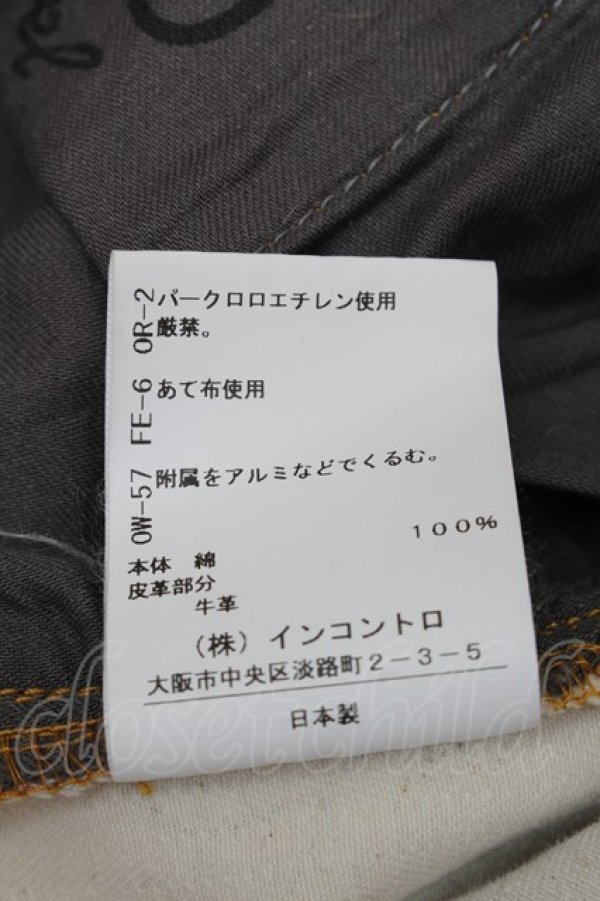 OR-2 パークロロエチレン使用
厳禁。
FE-6 あて布使用
OW-57 附属をアルミなどでくるむ。
本体 綿 100%
皮革部分
牛革
(株)インコントロ
大阪市中央区淡路町2-3-5
日本製
closet child